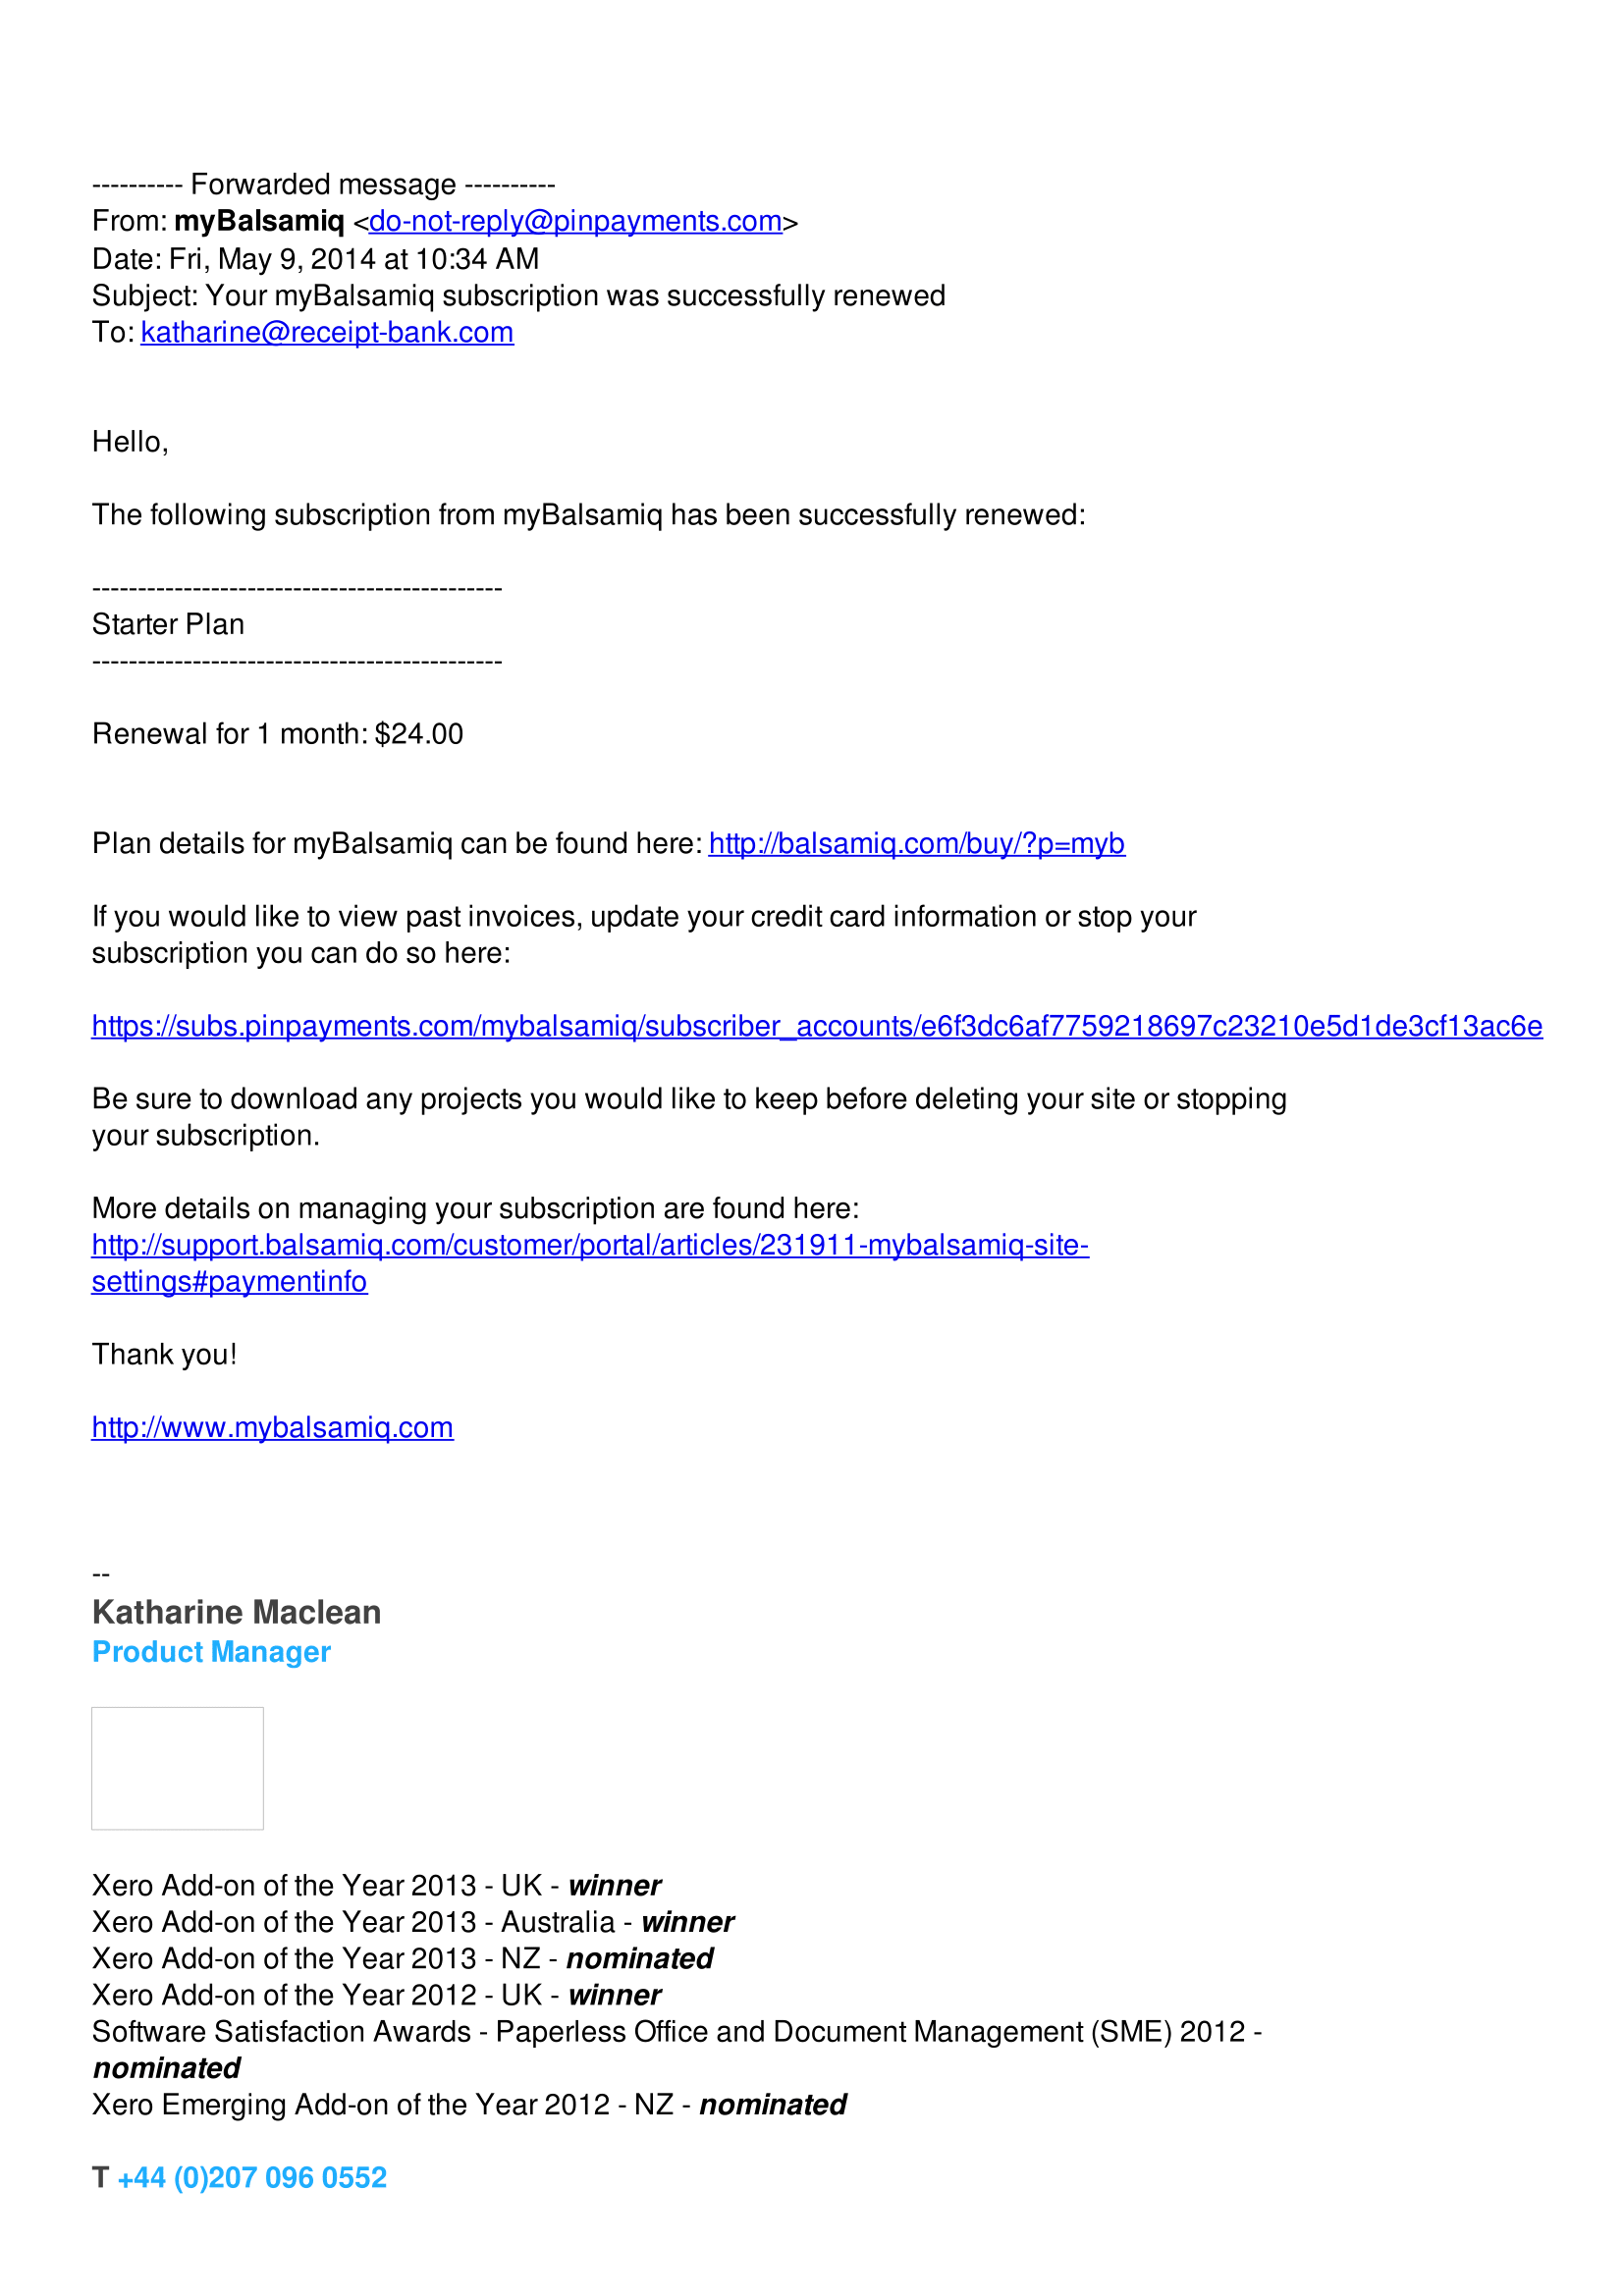 ---------- Forwarded message ----------
From: myBalsamiq <do-not-reply@pinpayments.com>
Date: Fri, May 9, 2014 at 10:34 AM
Subject: Your myBalsamiq subscription was successfully renewed
To: katharine@receipt-bank.com
Hello,
The following subscription from myBalsamiq has been successfully renewed:
---------------------------------------------
Starter Plan
---------------------------------------------
Renewal for 1 month: $24.00
Plan details for myBalsamiq can be found here: http://balsamiq.com/buy/?p=myb
If you would like to view past invoices, update your credit card information or stop your
subscription you can do so here:
https://subs.pinpayments.com/mybalsamiq/subscriber_accounts/e6f3dc6af7759218697c23210e5d1de3cf13ac6e
Be sure to download any projects you would like to keep before deleting your site or stopping
your subscription.
More details on managing your subscription are found here:
http://support.balsamiq.com/customer/portal/articles/231911-mybalsamiq-site-
settings#paymentinfo
Thank you!
http://www.mybalsamiq.com
--
Katharine Maclean
Product Manager
Xero Add-on of the Year 2013 - UK - winner
Xero Add-on of the Year 2013 - Australia - winner
Xero Add-on of the Year 2013 - NZ - nominated
Xero Add-on of the Year 2012 - UK - winner
Software Satisfaction Awards - Paperless Office and Document Management (SME) 2012 -
nominated
Xero Emerging Add-on of the Year 2012 - NZ - nominated
T +44 (0)207 096 0552